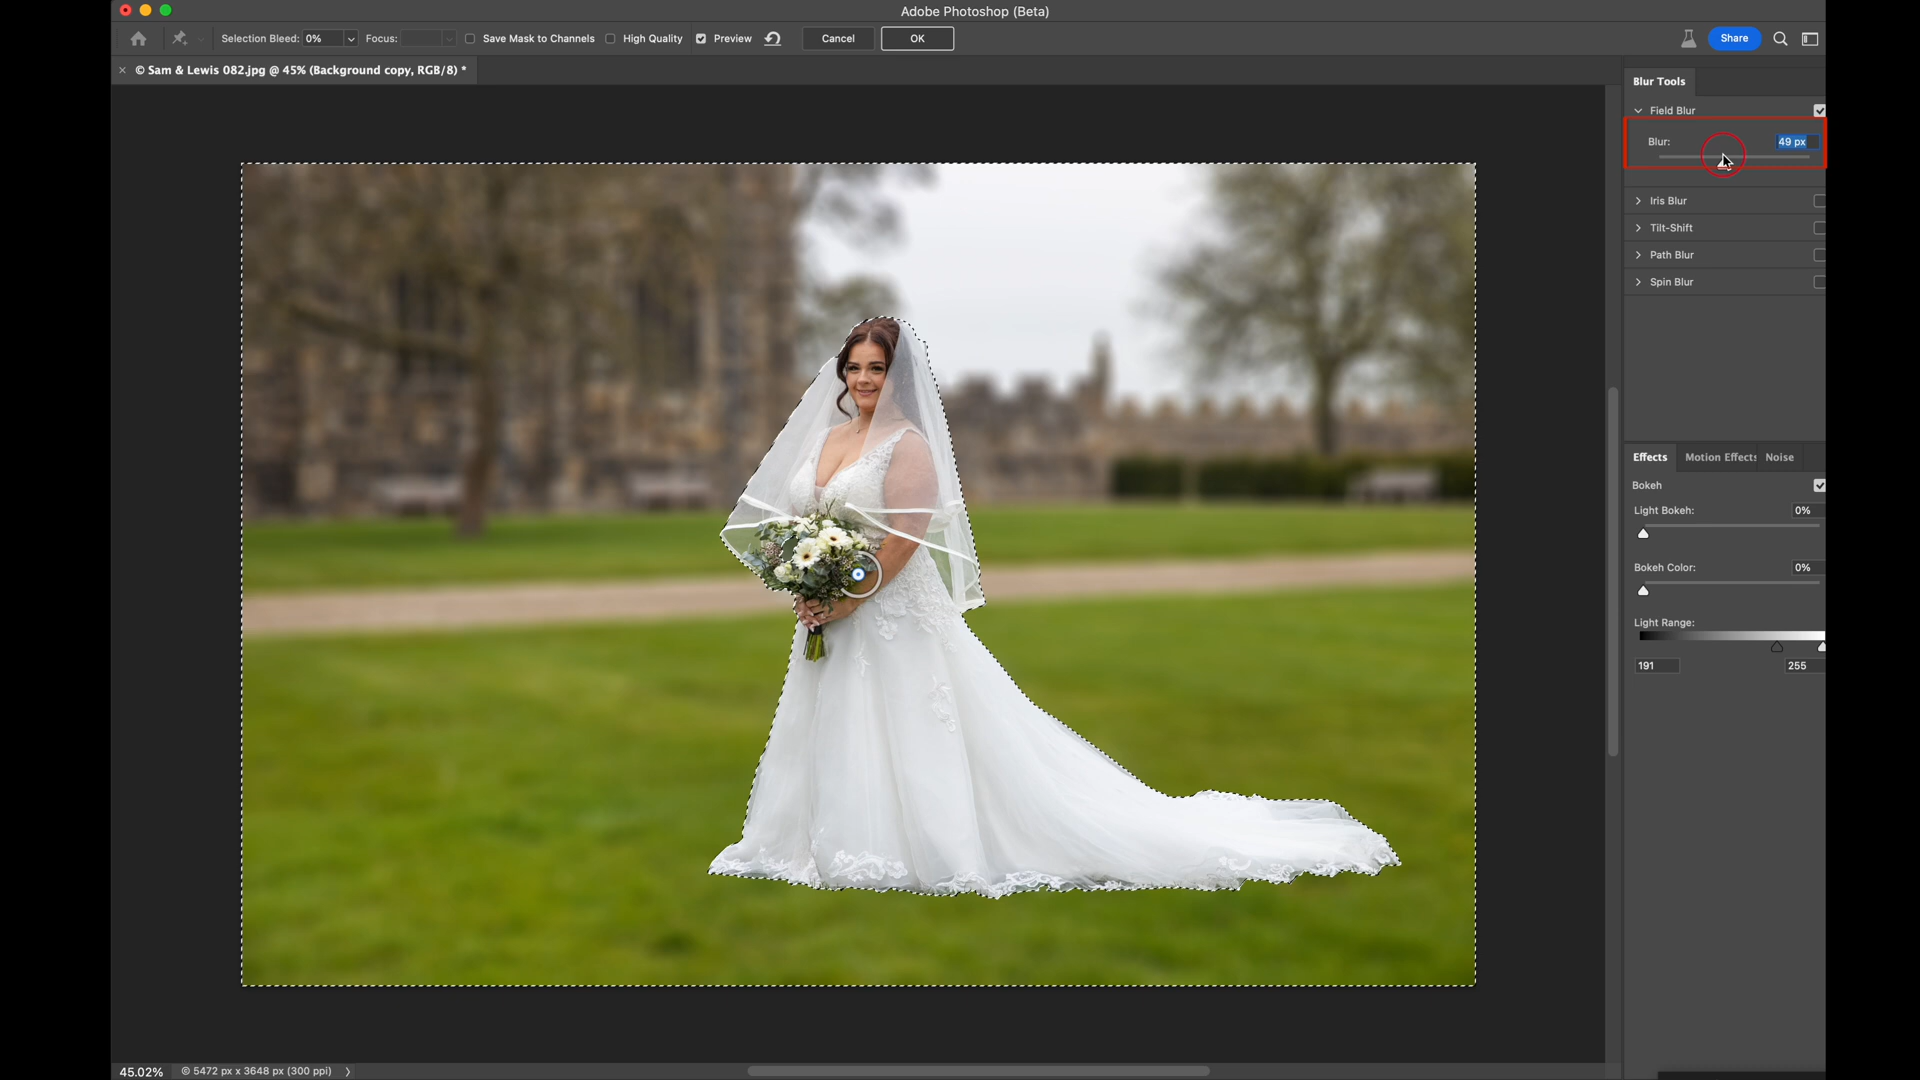 Adobe Photoshop (Beta)
Selection Bleed: 0% Focus: Save Mask to Channels High Quality Preview Cancel OK Share
© Sam & Lewis 082.jpg @ 45% (Background copy, RGB/8) *
Blur Tools
Field Blur
Blur: 49 px
Iris Blur
Tilt-Shift
Path Blur
Spin Blur
Effects Motion Effects Noise
Bokeh
Light Bokeh: 0%
Bokeh Color: 0%
Light Range:
191 255
45.02% © 5472 px x 3648 px (300 ppi)